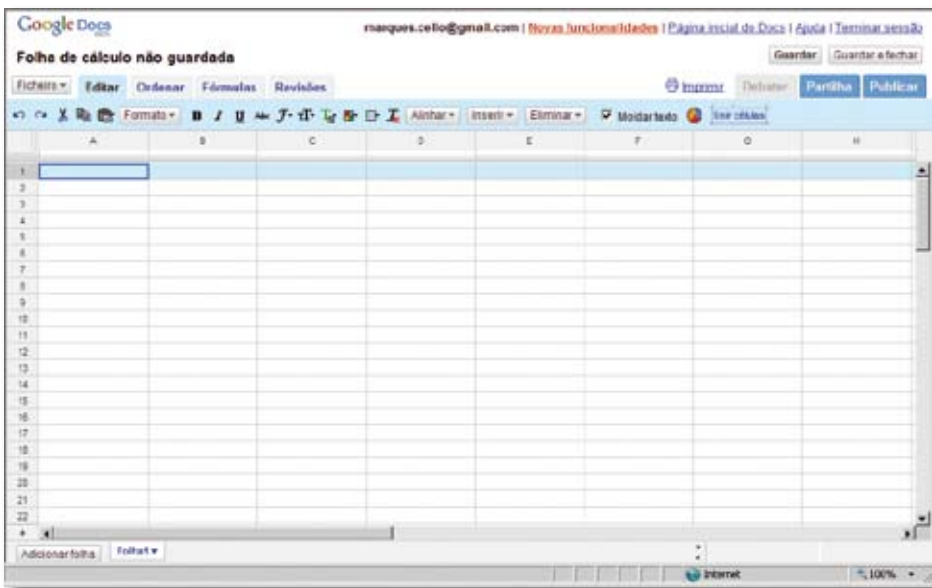 Google Docs
marques.celio@gmail.com | Novas funcionalidades | Página inicial do Docs | Ajuda | Terminar sessão
Folha de cálculo não guardada
Guardar Guardar e fechar
Ficheiro Editar Ordenar Fórmulas Revisões Imprimir Debater Partilha Publicar
Formato B I U Abc F T T Alinhar Inserir Eliminar Moldar texto
A B C D E F G H
1
2
3
4
5
6
7
8
9
10
11
12
13
14
15
16
17
18
19
20
21
22
+
Adicionar folha Folha1
Internet 100%